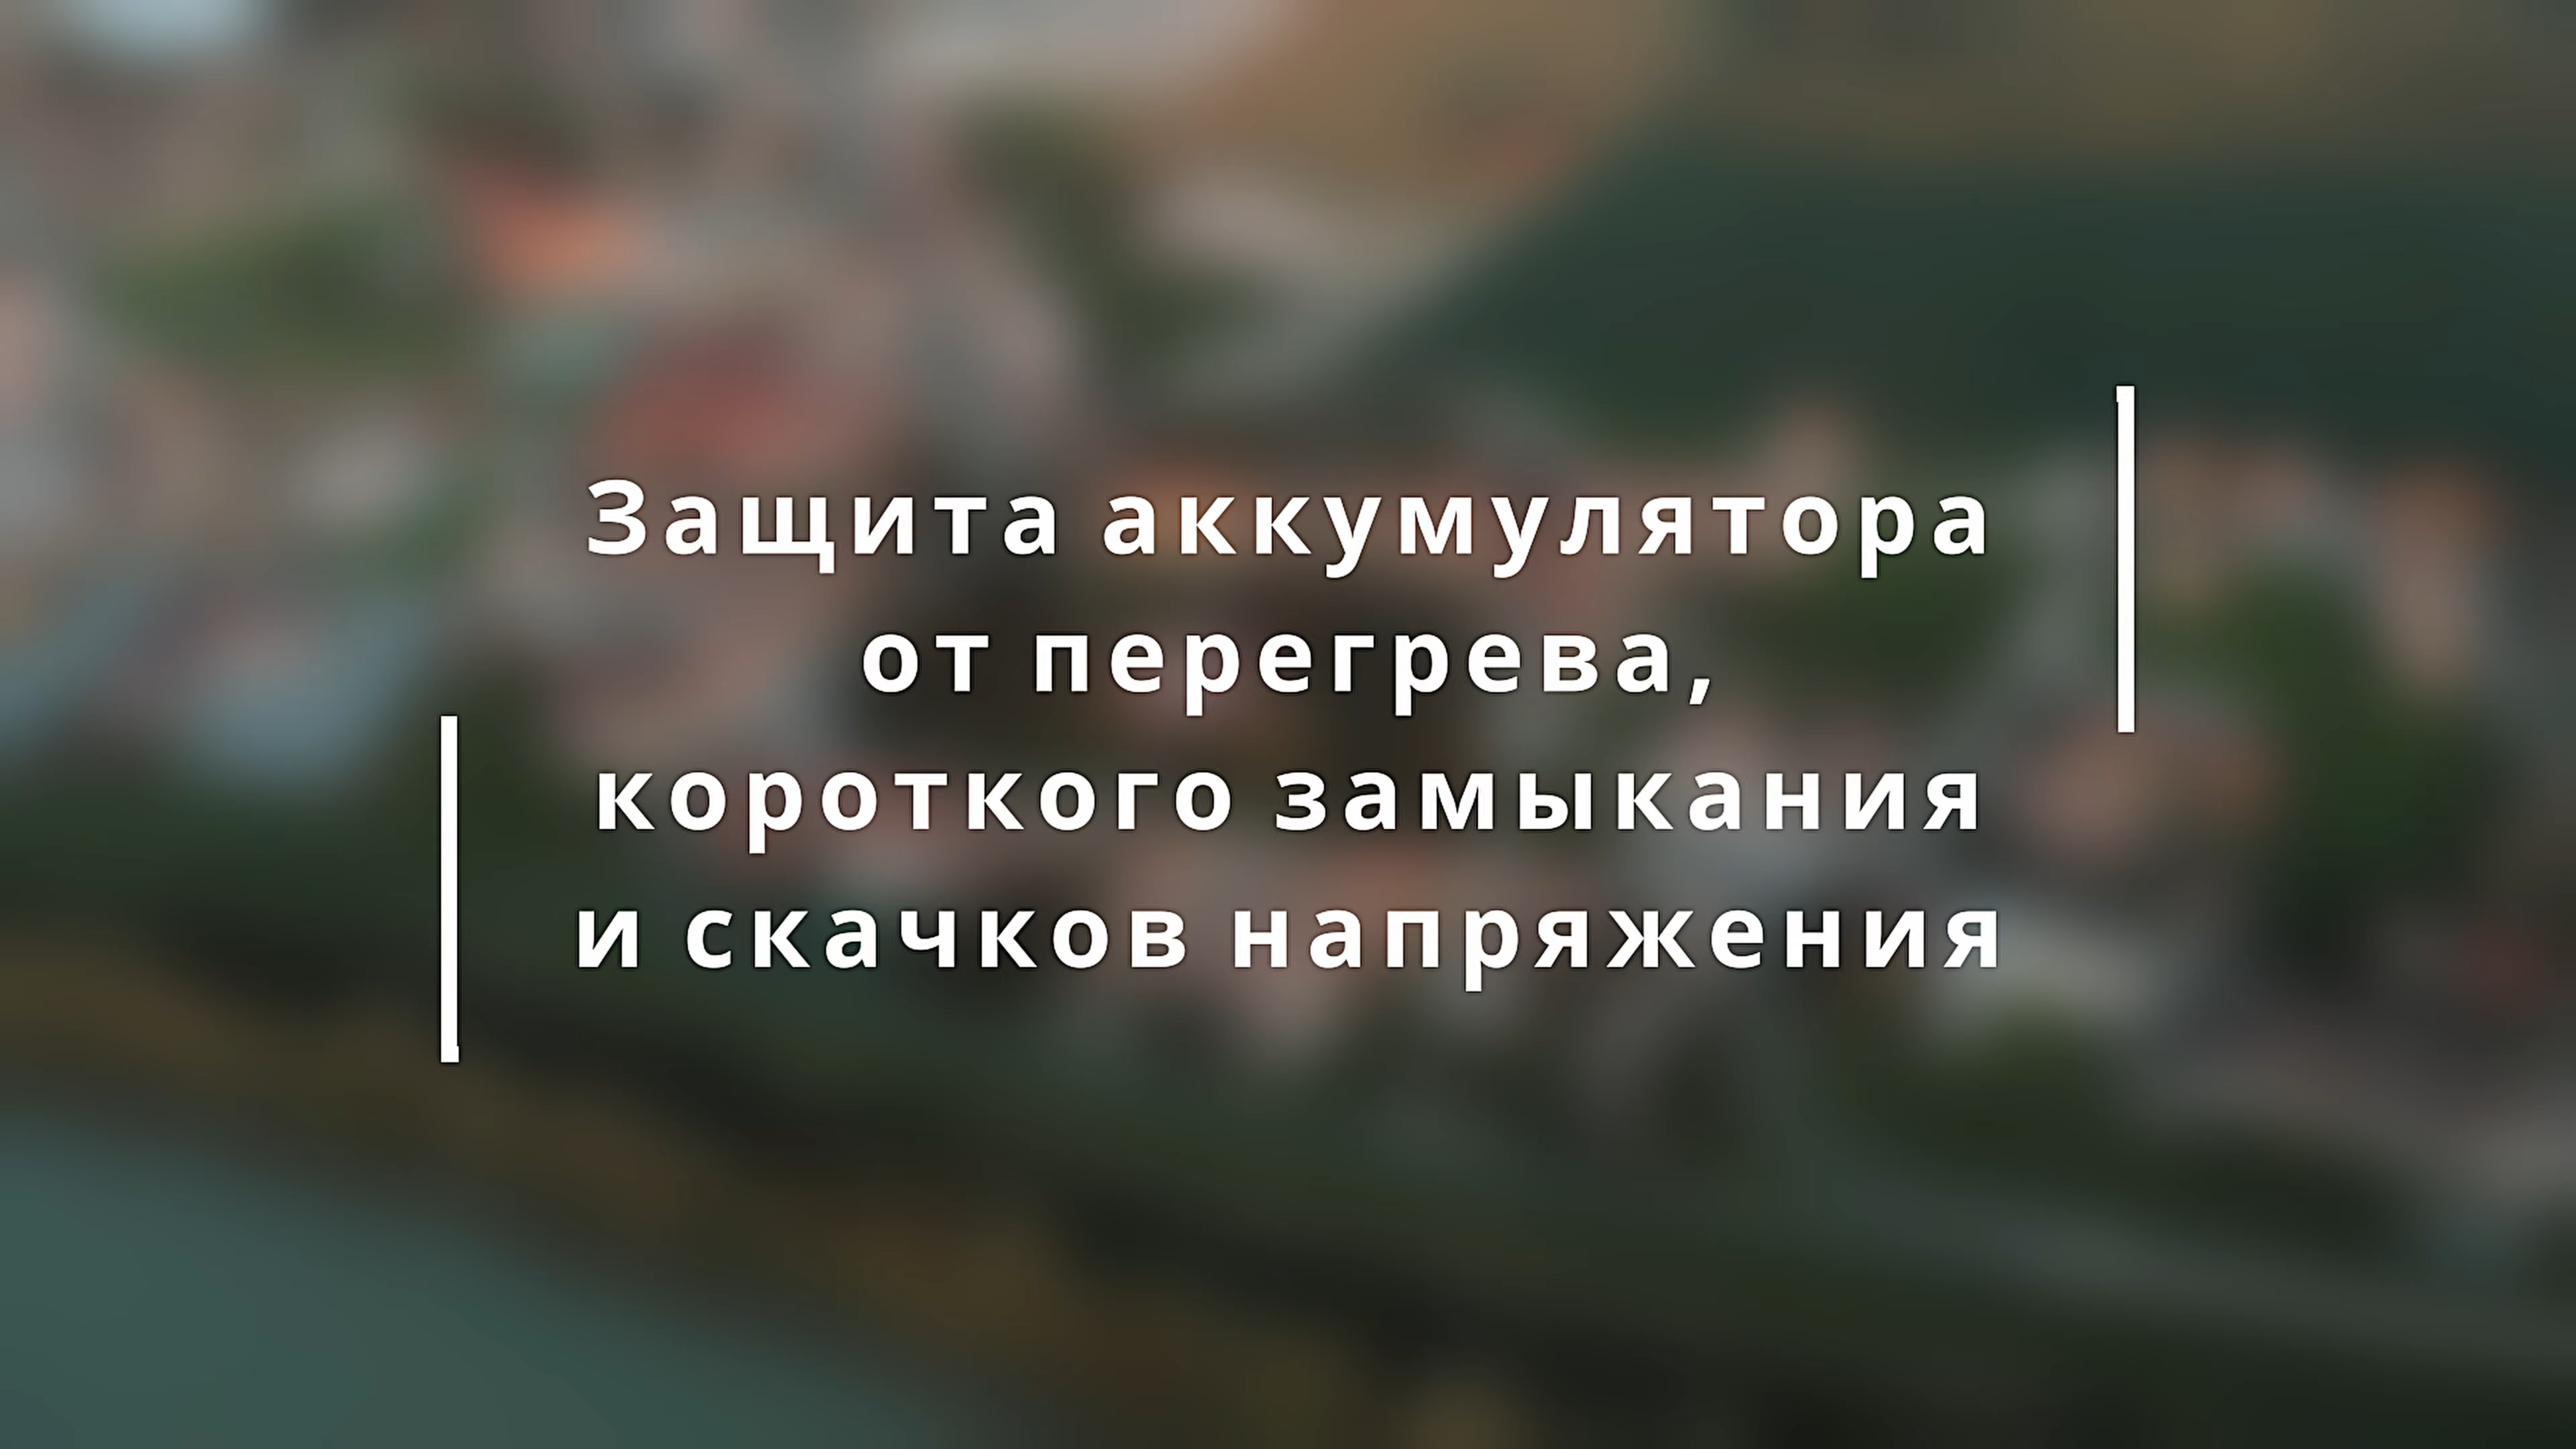 Защита аккумулятора
от перегрева,
короткого замыкания
и скачков напряжения